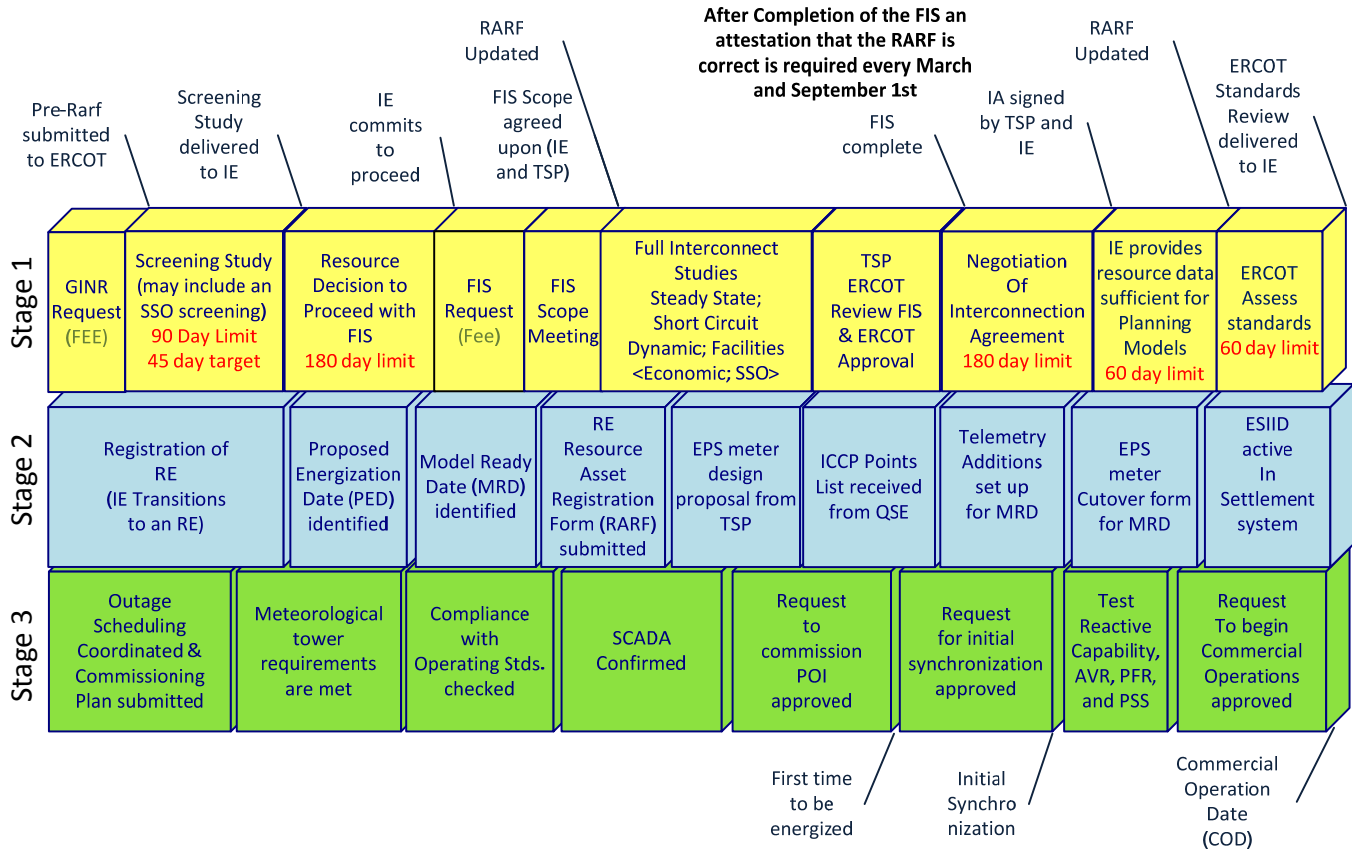 After Completion of the FIS an
attestation that the RARF is
correct is required every March
and September 1st
Pre-Rarf
submitted
to ERCOT
Screening
Study
delivered
to IE
IE
commits
to
proceed
RARF
Updated
FIS Scope
agreed
upon (IE
and TSP)
FIS
complete
IA signed
by TSP and
IE
RARF
Updated
ERCOT
Standards
Review
delivered
to IE
Stage 1
GINR
Request
(FEE)
Screening Study
(may include an
SSO screening)
90 Day Limit
45 day target
Resource
Decision to
Proceed with
FIS
180 day limit
FIS
Request
(Fee)
FIS
Scope
Meeting
Full Interconnect
Studies
Steady State;
Short Circuit
Dynamic; Facilities
<Economic; SSO>
TSP
ERCOT
Review FIS
& ERCOT
Approval
Negotiation
Of
Interconnection
Agreement
180 day limit
IE provides
resource data
sufficient for
Planning
Models
60 day limit
ERCOT
Assess
standards
60 day limit
Stage 2
Registration of
RE
(IE Transitions
to an RE)
Proposed
Energization
Date (PED)
identified
Model Ready
Date (MRD)
identified
RE
Resource
Asset
Registration
Form (RARF)
submitted
EPS meter
design
proposal from
TSP
ICCP Points
List received
from QSE
Telemetry
Additions
set up
for MRD
EPS
meter
Cutover form
for MRD
ESIID
active
In
Settlement
system
Stage 3
Outage
Scheduling
Coordinated &
Commissioning
Plan submitted
Meteorological
tower
requirements
are met
Compliance
with
Operating Stds.
checked
SCADA
Confirmed
Request
to
commission
POI
approved
Request
for initial
synchronization
approved
Test
Reactive
Capability,
AVR, PFR,
and PSS
Request
To begin
Commercial
Operations
approved
First time
to be
energized
Initial
Synchro
nization
Commercial
Operation
Date
(COD)